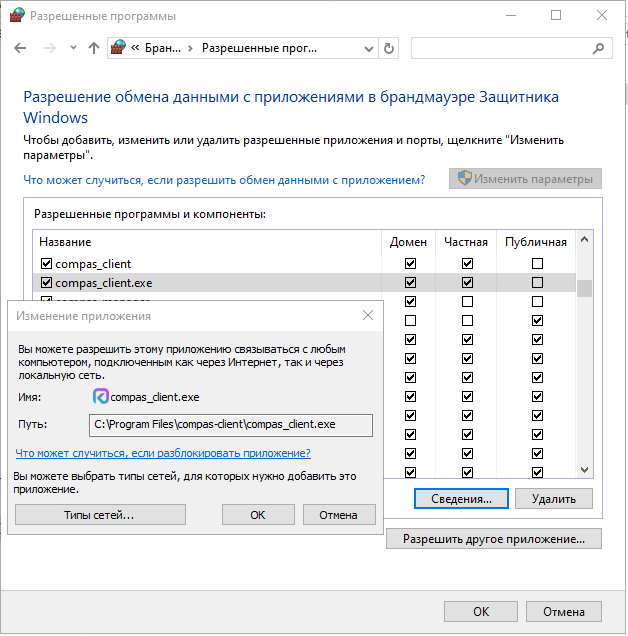 Разрешенные программы
« Бран... Разрешенные прог...
Разрешение обмена данными с приложениями в брандмауэре Защитника
Windows
Чтобы добавить, изменить или удалить разрешенные приложения и порты, щелкните "Изменить
параметры".
Что может случиться, если разрешить обмен данными с приложением?
Изменить параметры
Разрешенные программы и компоненты:
Название Домен Частная Публичная
compas_client
compas_client.exe
Изменение приложения
Вы можете разрешить этому приложению связываться с любым
компьютером, подключенным как через Интернет, так и через
локальную сеть.
Имя: compas_client.exe
Путь: C:\Program Files\compas-client\compas_client.exe
Что может случиться, если разблокировать приложение?
Вы можете выбрать типы сетей, для которых нужно добавить это
приложение.
Типы сетей... ОК Отмена
Сведения... Удалить
Разрешить другое приложение...
ОК Отмена